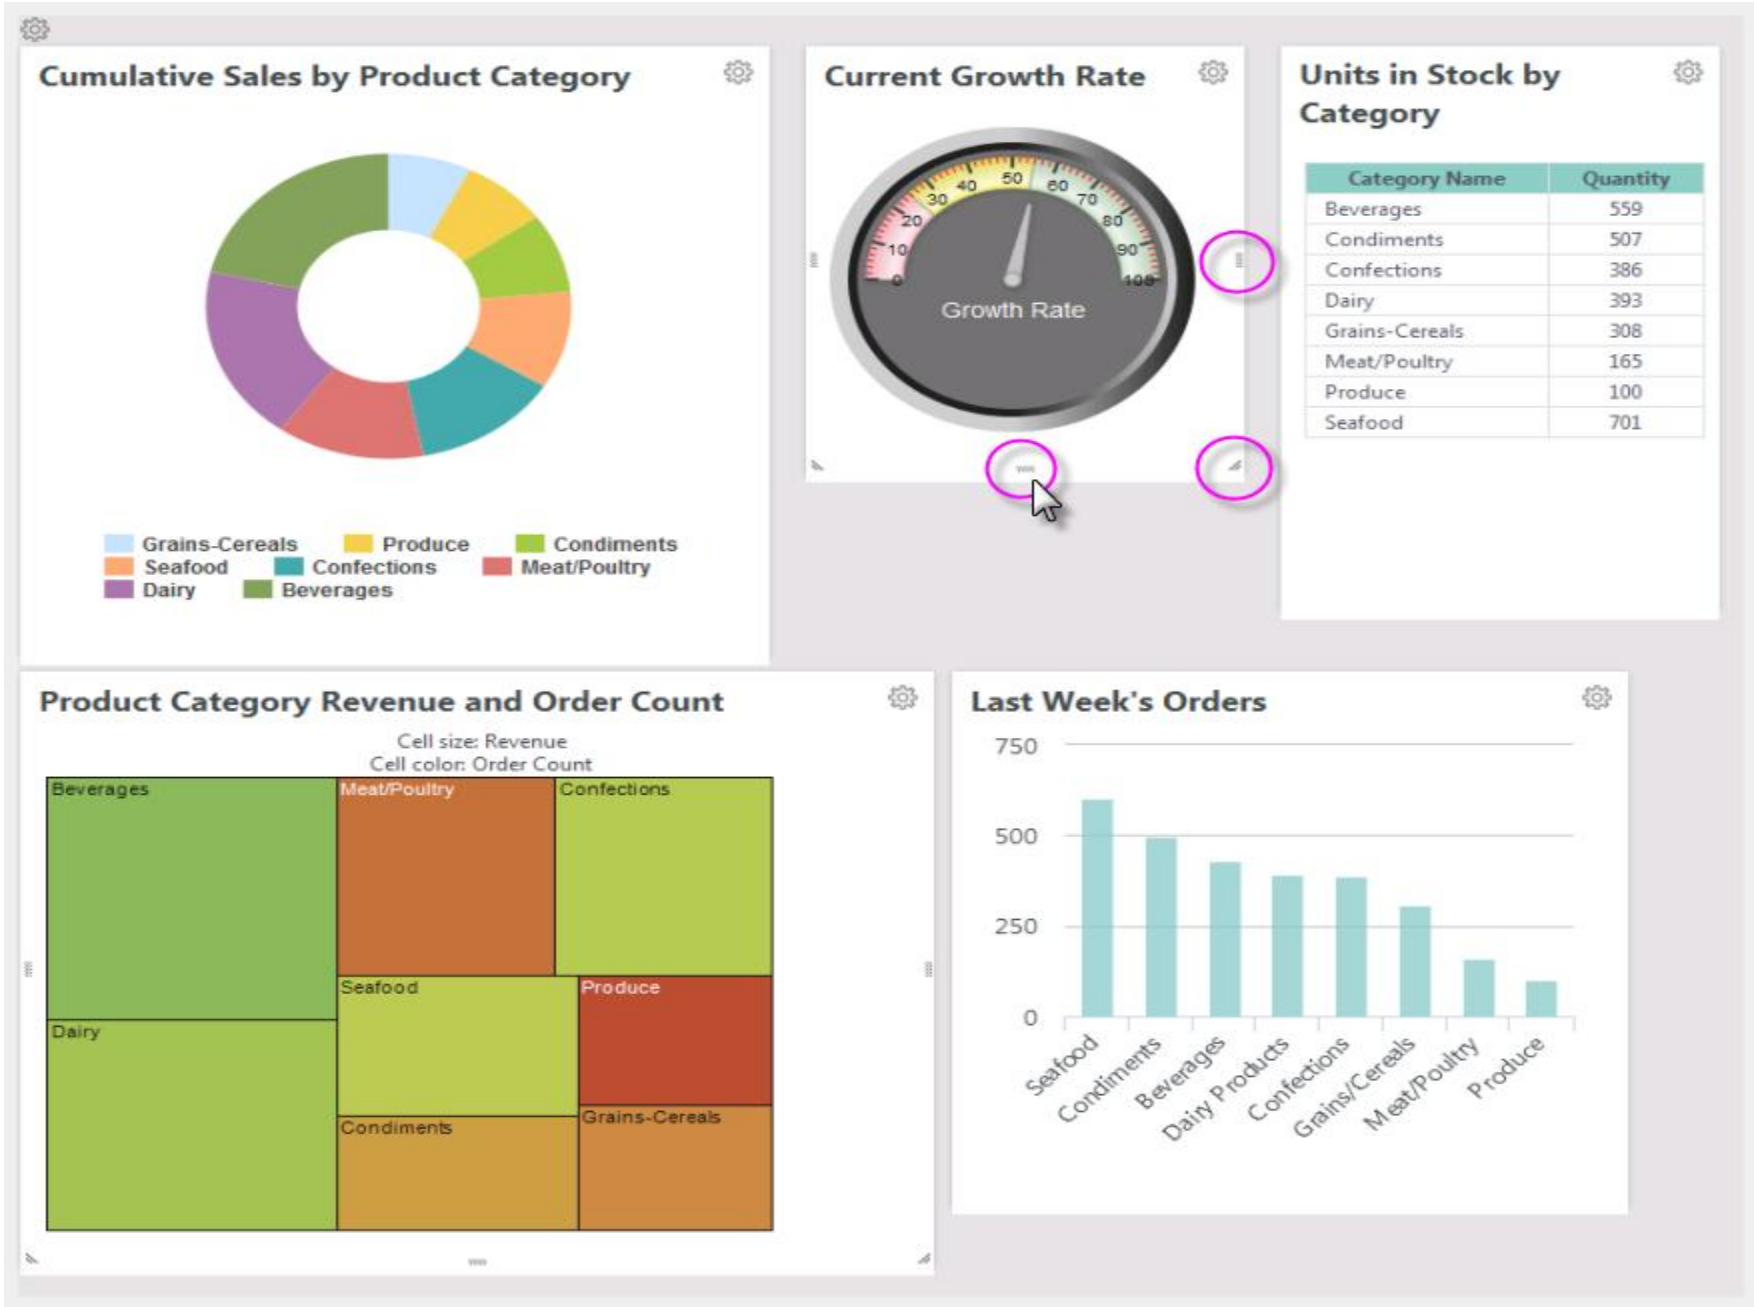 Cumulative Sales by Product Category
Grains-Cereals Produce Condiments
Seafood Confections Meat/Poultry
Dairy Beverages
Current Growth Rate
0 10 20 30 40 50 60 70 80 90 100
Growth Rate
Units in Stock by
Category
Category Name Quantity
Beverages 559
Condiments 507
Confections 386
Dairy 393
Grains-Cereals 308
Meat/Poultry 165
Produce 100
Seafood 701
Product Category Revenue and Order Count
Cell size: Revenue
Cell color: Order Count
Beverages
Meat/Poultry
Confections
Seafood
Produce
Dairy
Condiments
Grains-Cereals
Last Week's Orders
750
500
250
0
Seafood
Condiments
Beverages
Dairy Products
Confections
Grains/Cereals
Meat/Poultry
Produce